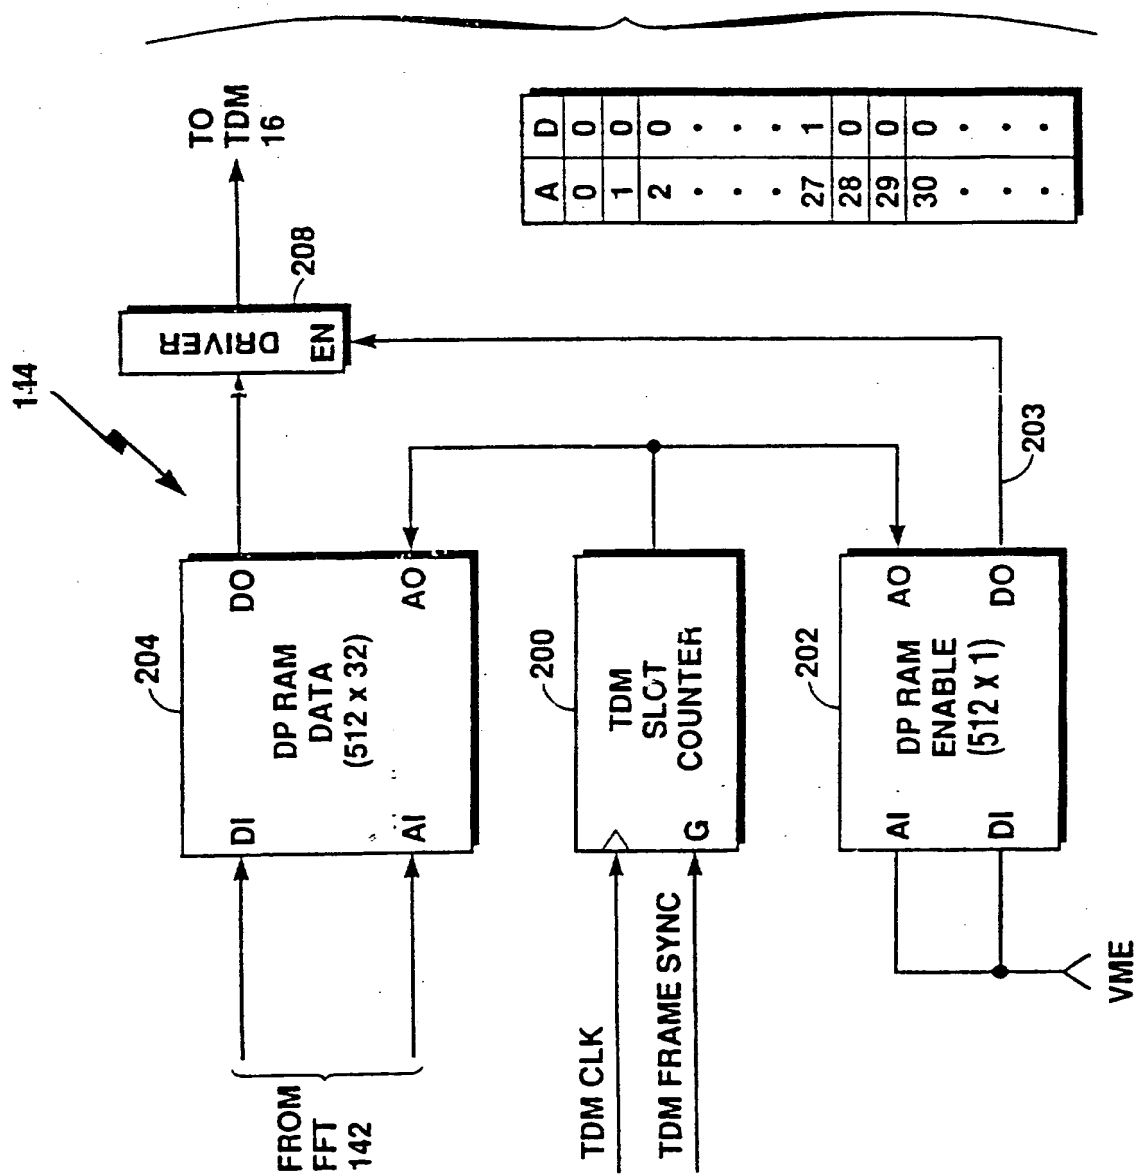 144
TO
TDM
16
DRIVER
EN
208
204
DI
DO
DP RAM
DATA
(512 x 32)
AI
AO
FROM
FFT
142
200
TDM
SLOT
COUNTER
G
TDM CLK
TDM FRAME SYNC
202
AI
AO
DP RAM
ENABLE
(512 x 1)
DI
DO
203
VME
A D
0 0
1 0
2 0
· ·
· ·
· ·
27 1
28 0
29 0
30 0
· ·
· ·
· ·